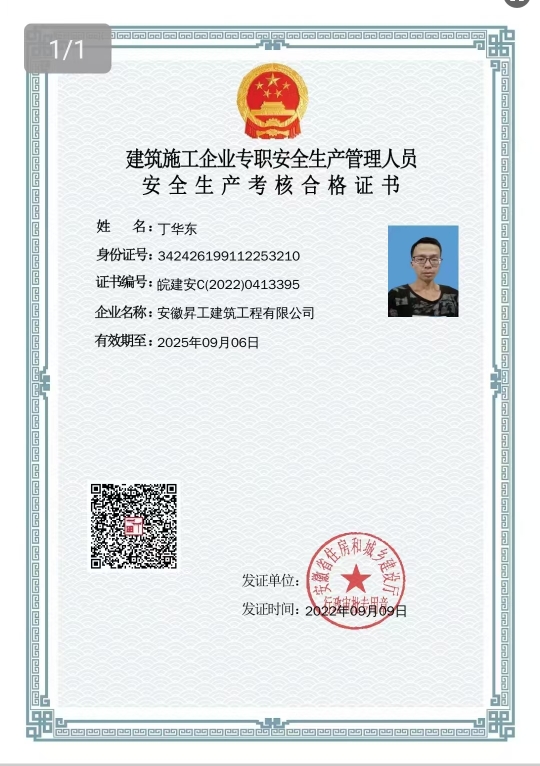 1/1
建筑施工企业专职安全生产管理人员
安全生产考核合格证书
姓 名：丁华东
身份证号：342426199112253210
证书编号：皖建安C(2022)0413395
企业名称：安徽昇工建筑工程有限公司
有效期至：2025年09月06日
安徽省住房和城乡建设厅
发证单位：
行政审批专用章
发证时间：2022年09月09日